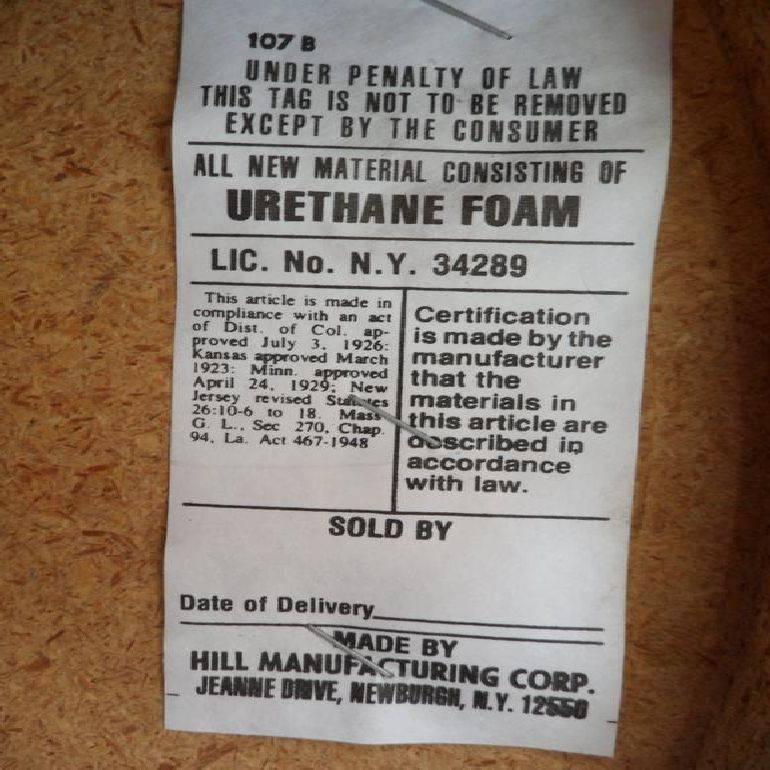 107 B
UNDER PENALTY OF LAW
THIS TAG IS NOT TO BE REMOVED
EXCEPT BY THE CONSUMER
ALL NEW MATERIAL CONSISTING OF
URETHANE FOAM
LIC. No. N.Y. 34289
This article is made in
compliance with an act
of Dist. of Col. ap-
proved July 3, 1926:
Kansas approved March
1923: Minn. approved
April 24, 1929; New
Jersey revised Statutes
26:10-6 to 18. Mass
G. L., Sec 270, Chap.
94, La. Act 467-1948
Certification
is made by the
manufacturer
that the
materials in
this article are
described in
accordance
with law.
SOLD BY
Date of Delivery
MADE BY
HILL MANUFACTURING CORP.
JEANNE DRIVE, NEWBURGH, N.Y. 12550